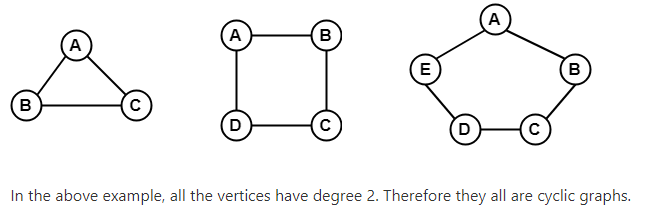 A
B
C
A
B
D
C
A
E
B
D
C
In the above example, all the vertices have degree 2. Therefore they all are cyclic graphs.